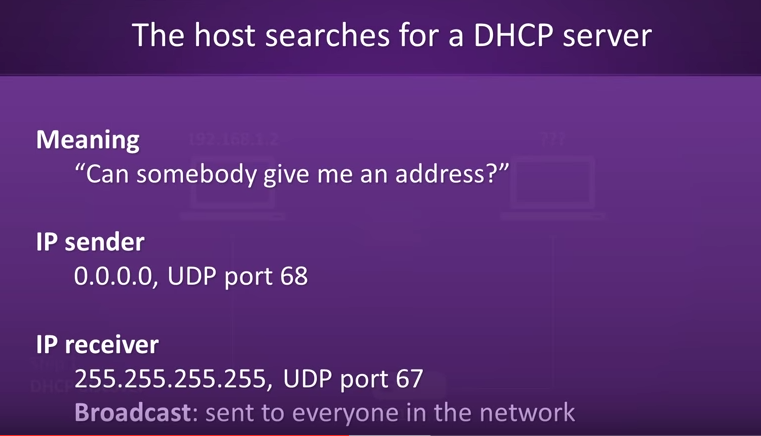 The host searches for a DHCP server
Meaning
“Can somebody give me an address?”
IP sender
0.0.0.0, UDP port 68
IP receiver
255.255.255.255, UDP port 67
Broadcast: sent to everyone in the network